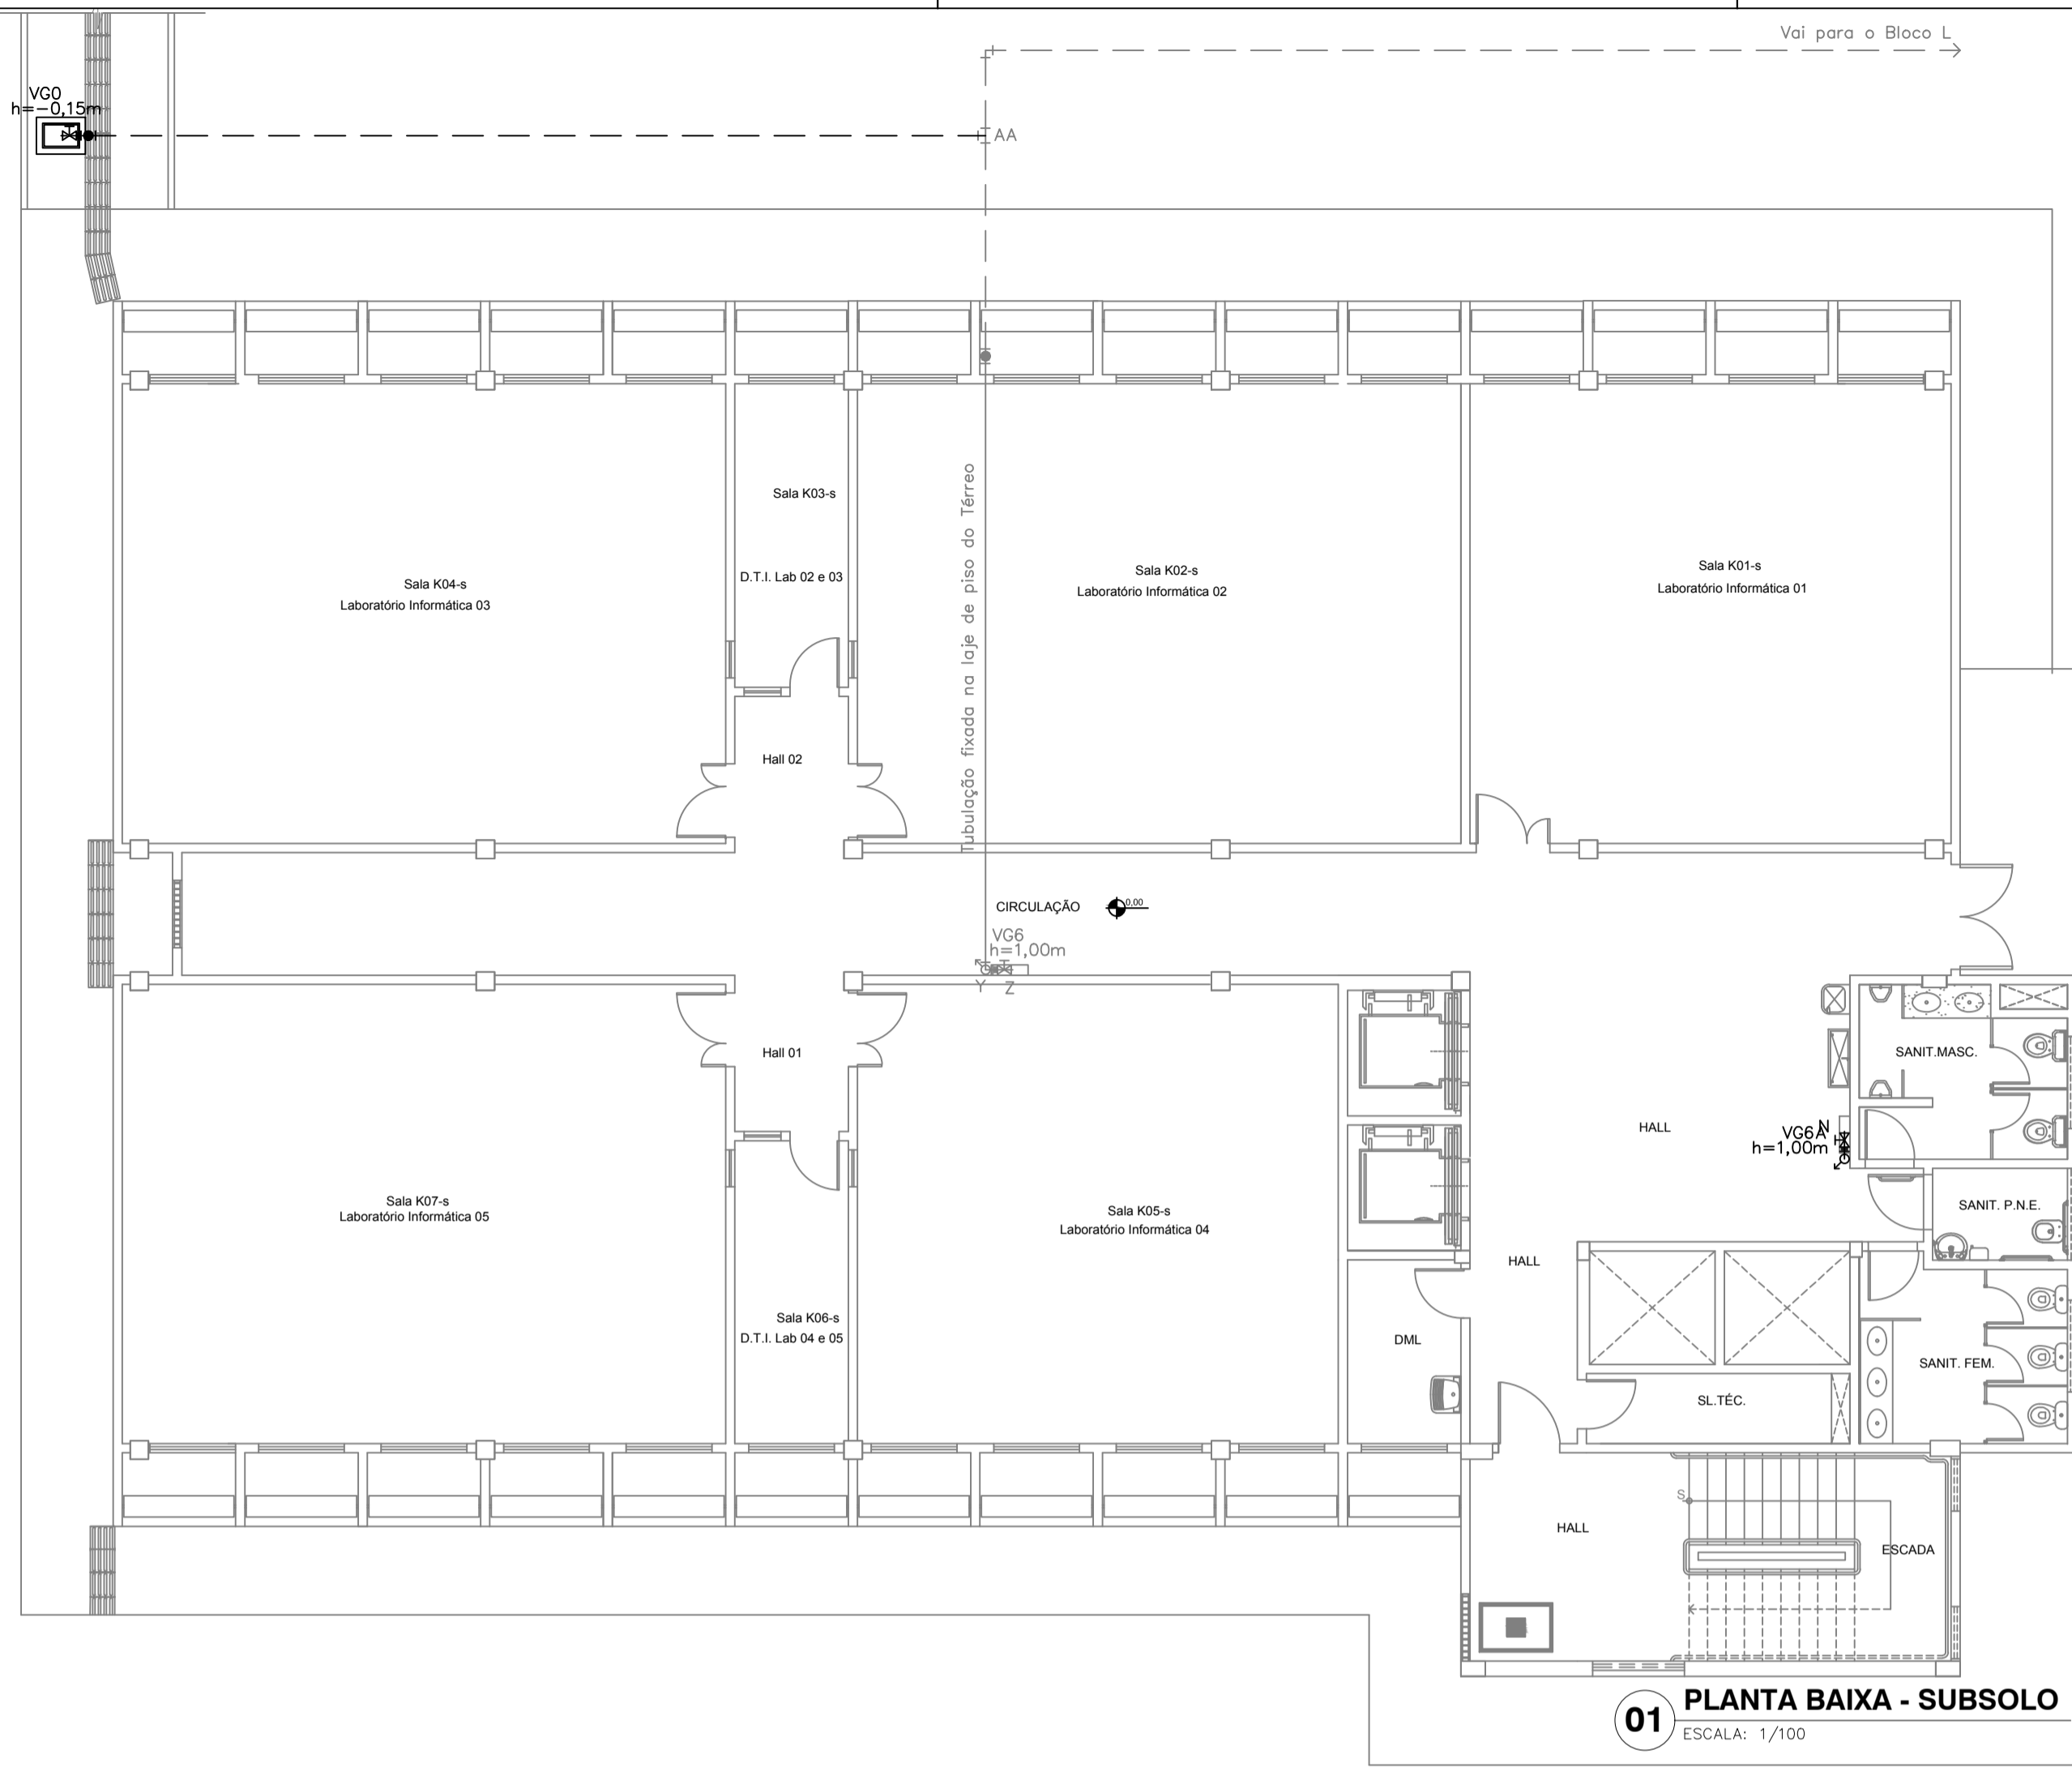 Vai para o Bloco L
VG0
h=-0,15m
AA
Sala K03-s
D.T.I. Lab 02 e 03
Sala K04-s
Laboratório Informática 03
Sala K02-s
Laboratório Informática 02
Sala K01-s
Laboratório Informática 01
Tubulação fixada na laje de piso do Térreo
Hall 02
CIRCULAÇÃO
0,00
VG6
h=1,00m
Y Z
Hall 01
SANIT.MASC.
HALL
N
VG6A
h=1,00m
Sala K07-s
Laboratório Informática 05
Sala K05-s
Laboratório Informática 04
SANIT. P.N.E.
HALL
Sala K06-s
D.T.I. Lab 04 e 05
DML
SANIT. FEM.
SL.TÉC.
S
HALL
ESCADA
01
PLANTA BAIXA - SUBSOLO
ESCALA: 1/100